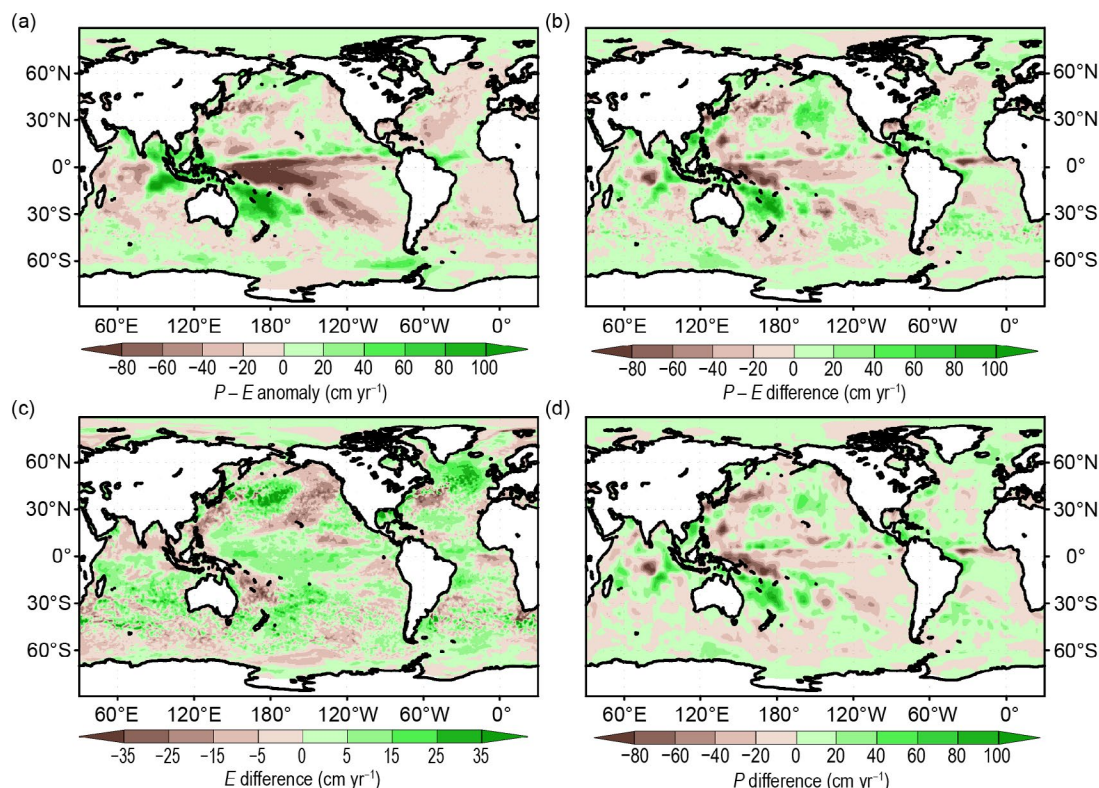 (a)
(b)
60°N
30°N
0°
30°S
60°S
60°N
30°N
0°
30°S
60°S
60°E 120°E 180° 120°W 60°W 0°
60°E 120°E 180° 120°W 60°W 0°
−80 −60 −40 −20 0 20 40 60 80 100
−80 −60 −40 −20 0 20 40 60 80 100
P – E anomaly (cm yr⁻¹)
P – E difference (cm yr⁻¹)
(c)
(d)
60°N
30°N
0°
30°S
60°S
60°N
30°N
0°
30°S
60°S
60°E 120°E 180° 120°W 60°W 0°
60°E 120°E 180° 120°W 60°W 0°
−35 −25 −15 −5 0 5 15 25 35
−80 −60 −40 −20 0 20 40 60 80 100
E difference (cm yr⁻¹)
P difference (cm yr⁻¹)